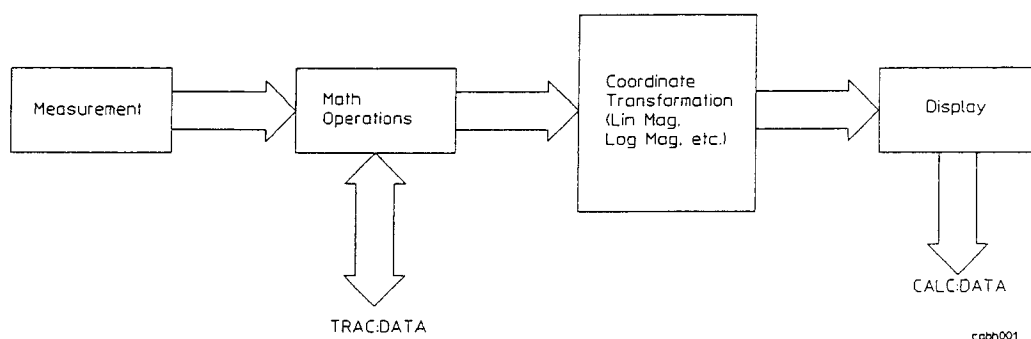 Measurement
Math
Operations
Coordinate
Transformation
(Lin Mag,
Log Mag, etc.)
Display
TRAC:DATA
CALC:DATA
cabh001